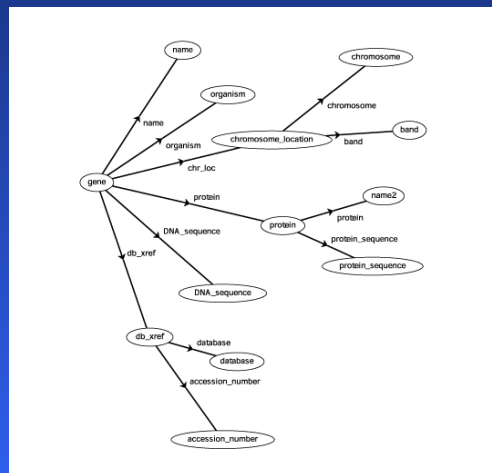 name
chromosome
organism
chromosome
name
band
chromosome_location
organism
band
chr_loc
gene
protein
name2
protein
protein
DNA_sequence
protein_sequence
db_xref
protein_sequence
DNA_sequence
db_xref
database
database
accession_number
accession_number